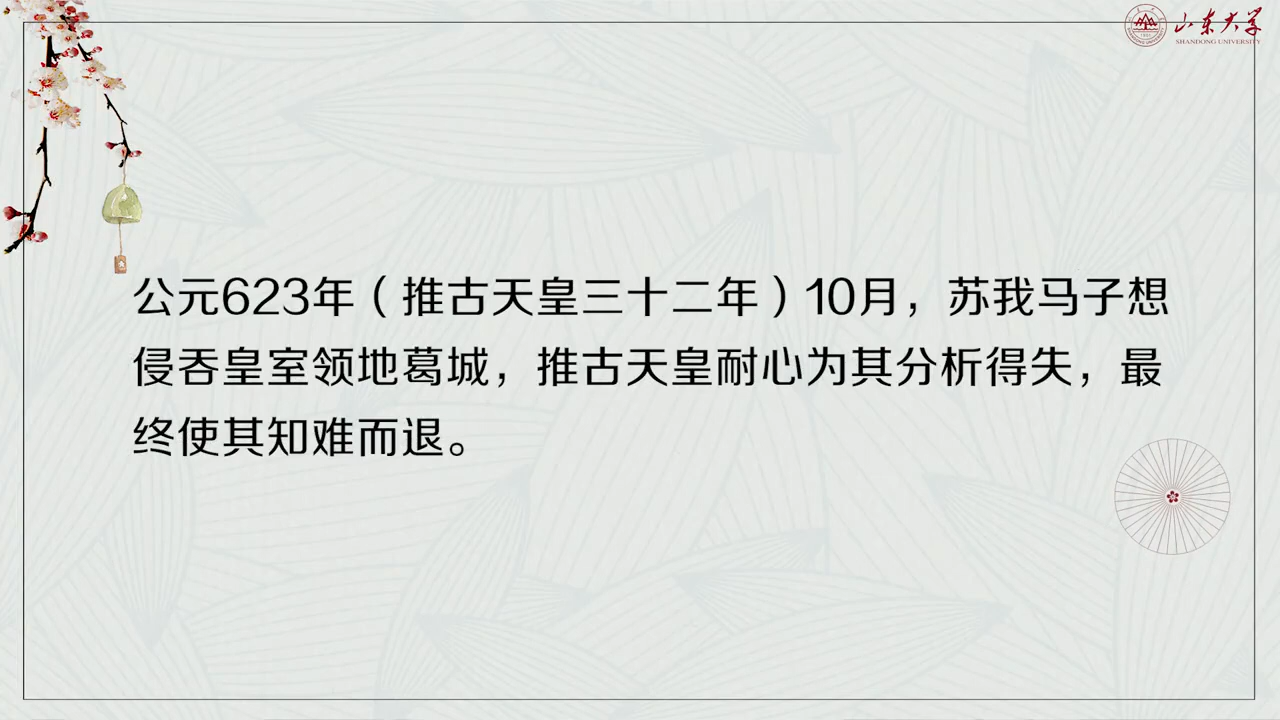 山东大学
SHANDONG UNIVERSITY
公元623年（推古天皇三十二年）10月，苏我马子想
侵吞皇室领地葛城，推古天皇耐心为其分析得失，最
终使其知难而退。